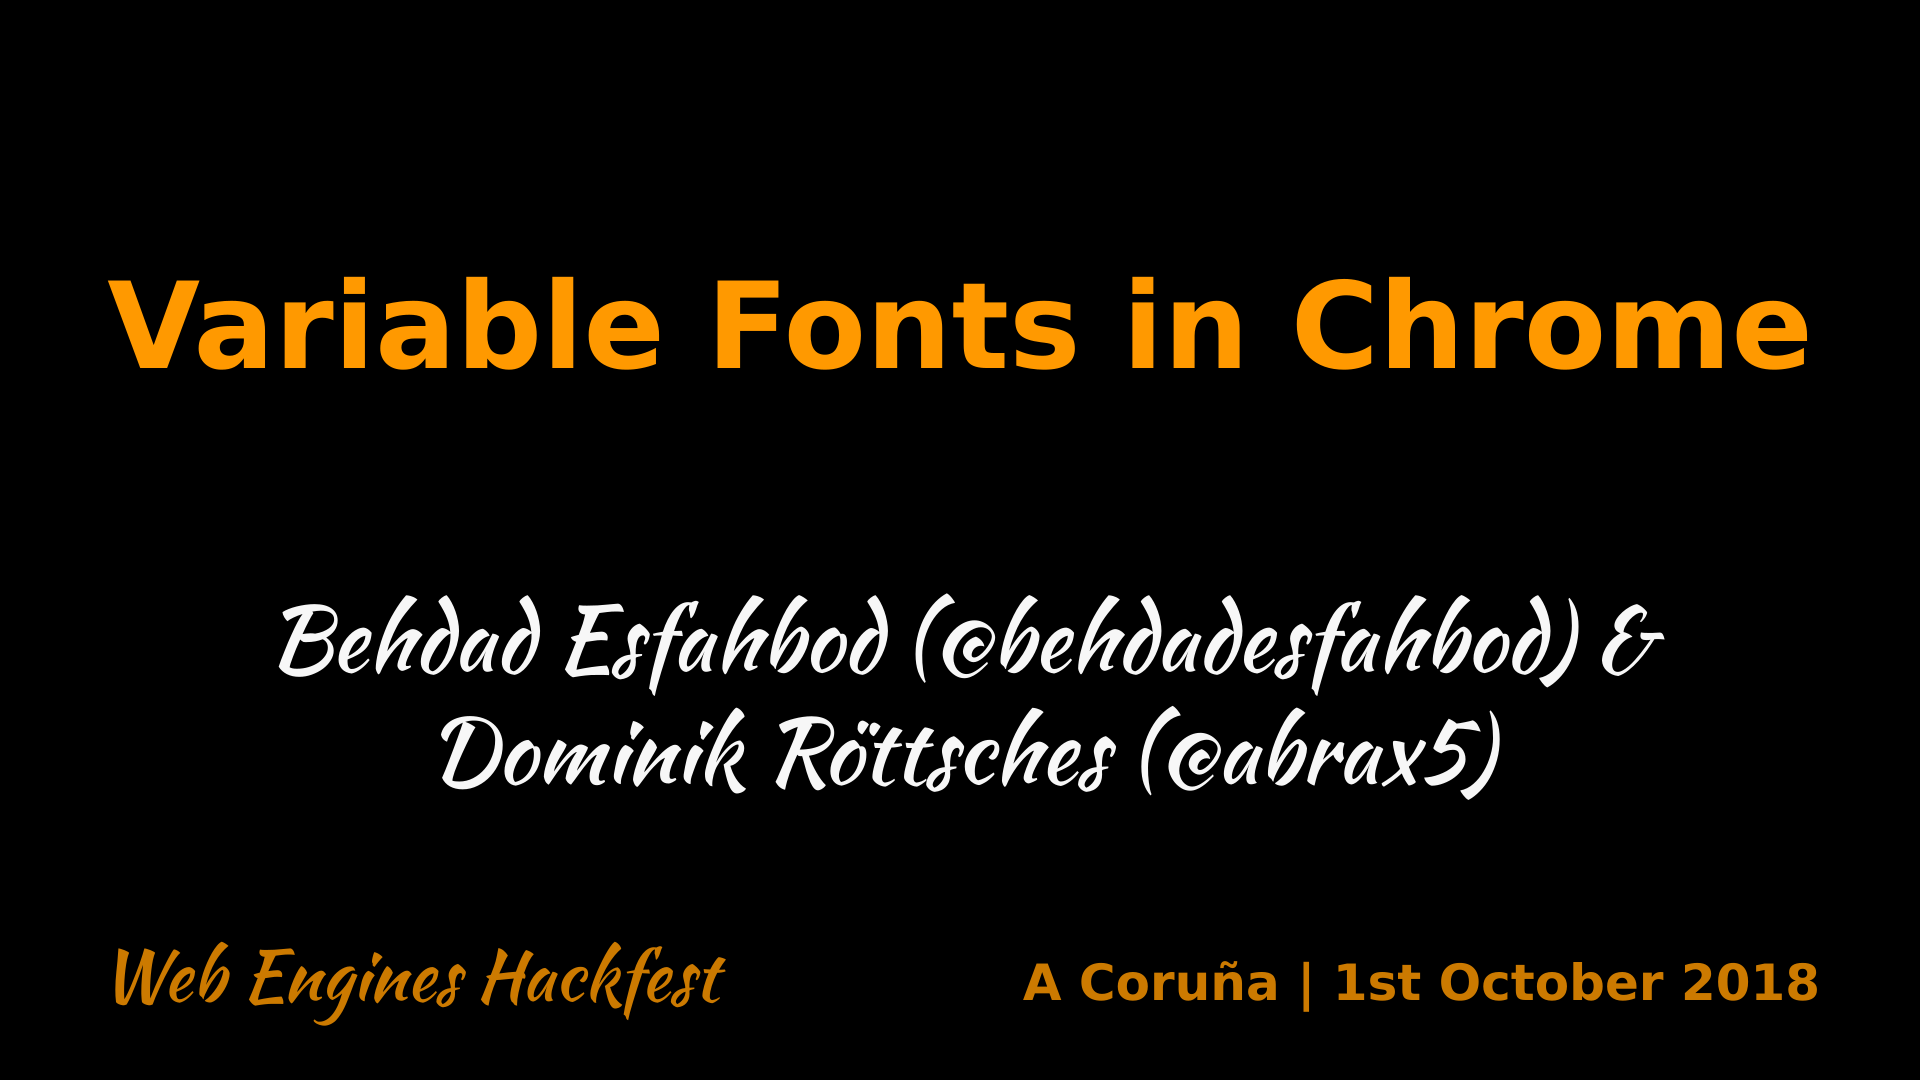 Variable Fonts in Chrome
Behdad Esfahbod (@behdadesfahbod) &
Dominik Röttsches (@abrax5)
Web Engines Hackfest
A Coruña | 1st October 2018